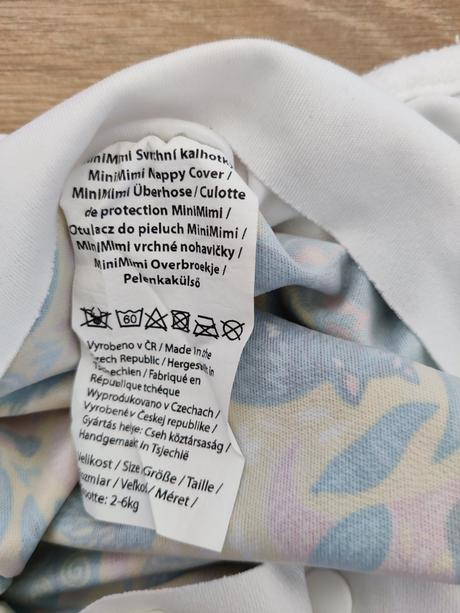 MiniMimi Svrchní kalhotky
MiniMimi Nappy Cover /
MiniMimi Überhose / Culotte
de protection MiniMimi /
Otulacz do pieluch MiniMimi /
MiniMimi vrchné nohavičky /
MiniMimi Overbroekje /
Pelenkakülső
60
Vyrobeno v ČR / Made in the
Czech Republic / Hergestellt in
Tschechien / Fabriqué en
République tchèque
Wyprodukowano v Czechach /
Vyrobené v Českej republike /
Gyártás helye: Cseh köztársaság /
Handgemaakt in Tsjechië
Velikost / Size / Größe / Taille /
Rozmiar / Veľkosť / Méret /
2-6kg